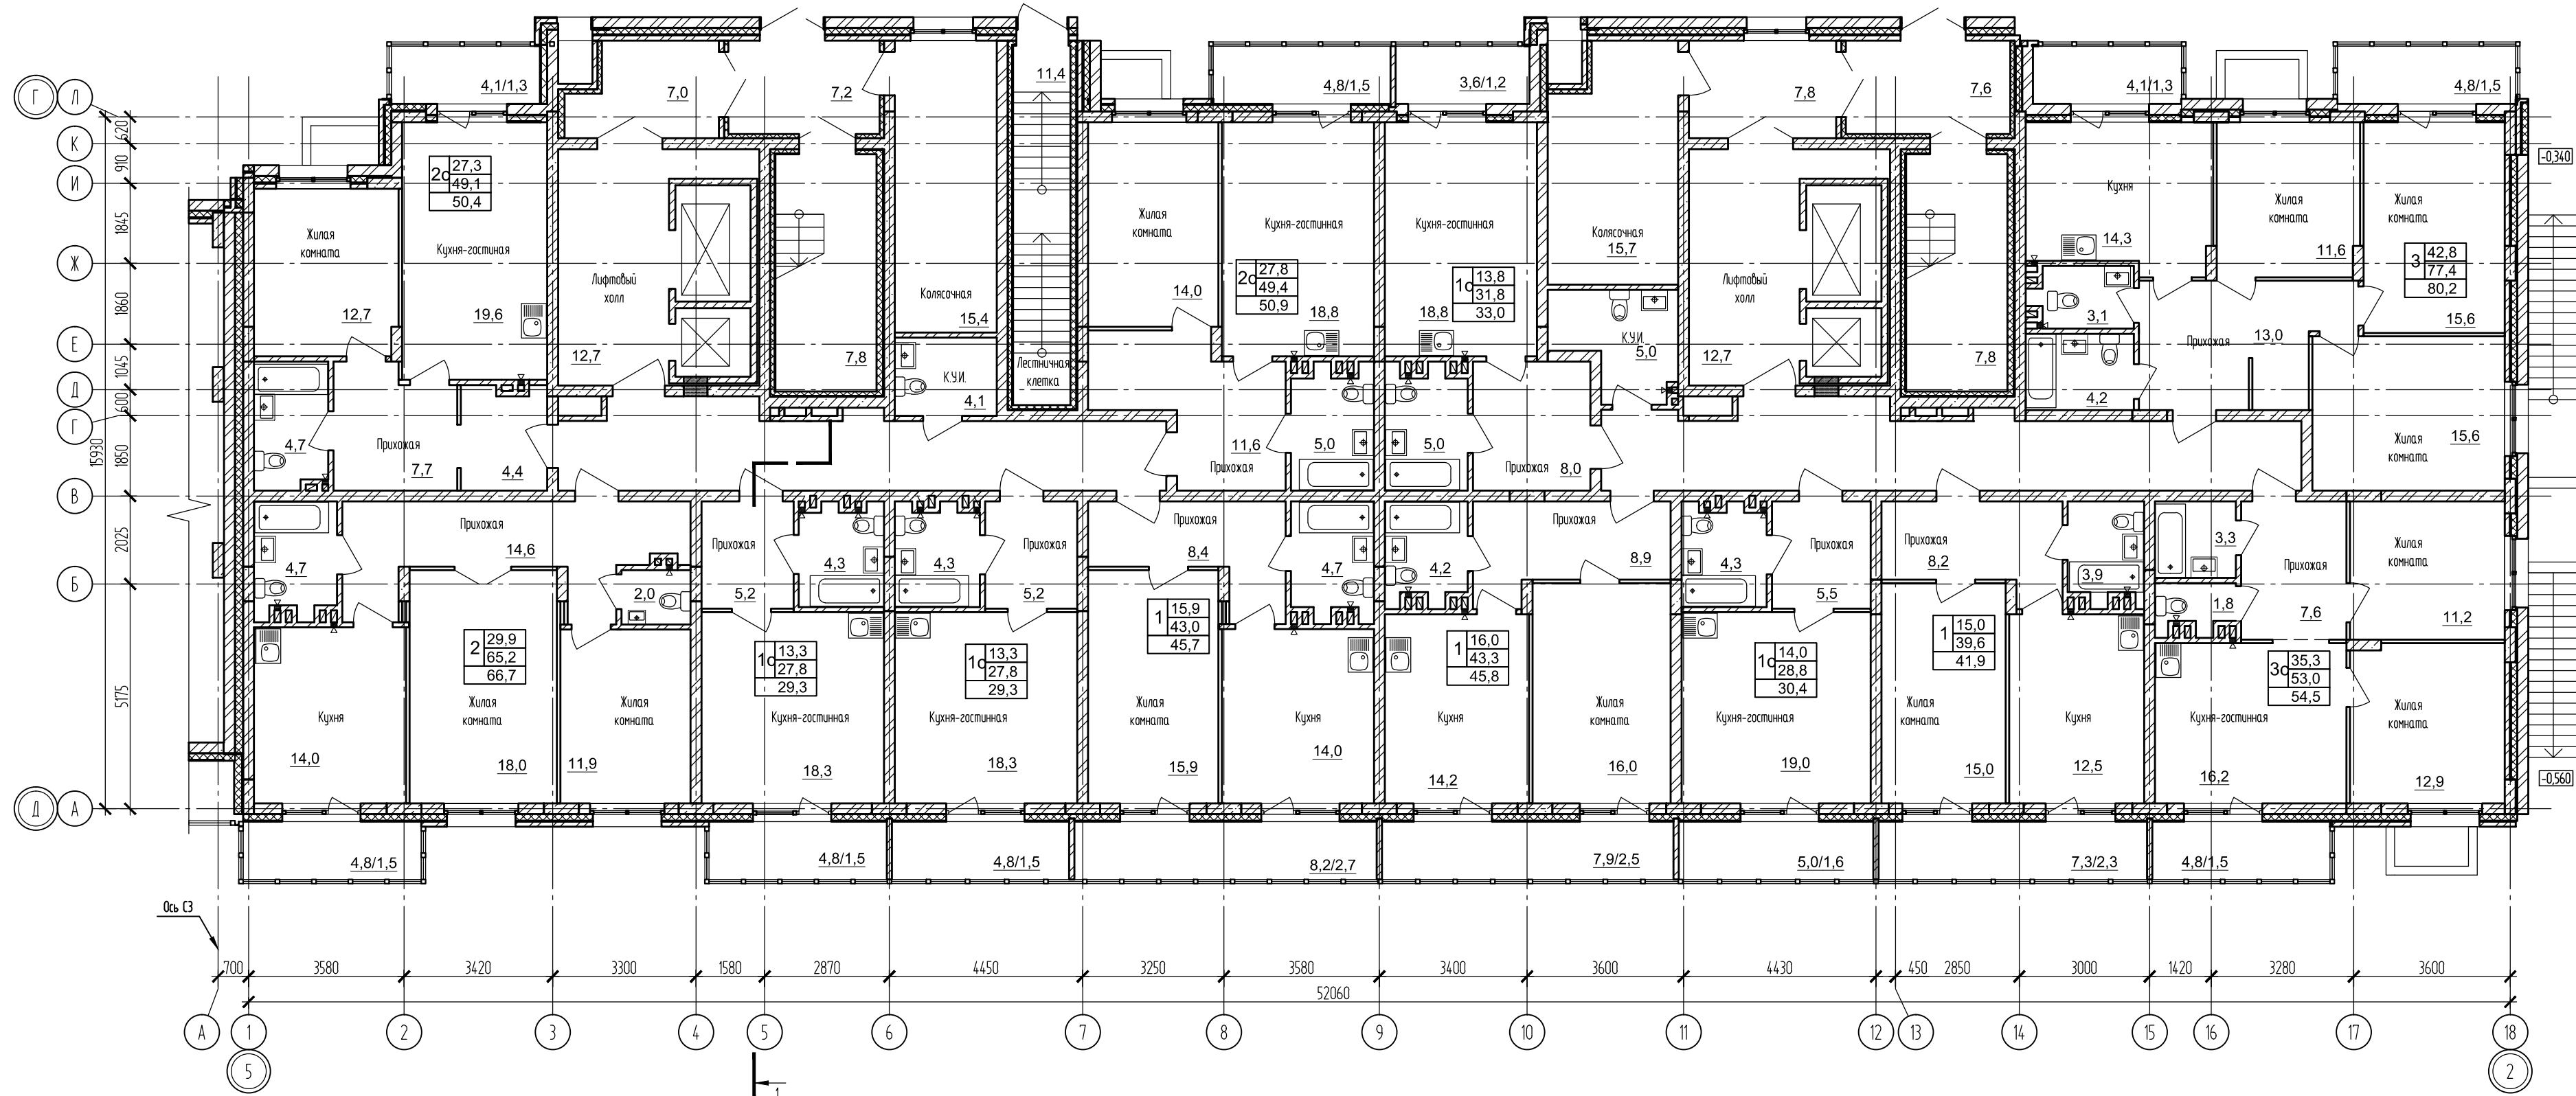 4,1/1,3
7,0
7,2
11,4
4,8/1,5
3,6/1,2
7,8
7,6
4,1/1,3
4,8/1,5
Г
Л
К
И
Ж
Е
Д
Г
В
Б
Д
А
620
910
1845
1860
1045
600
1850
2025
5175
15930
-0,340
-0,560
2с
27,3
49,1
50,4
Жилая
комната
12,7
Кухня-гостиная
19,6
Лифтовый
холл
12,7
7,8
Колясочная
15,4
К.У.И.
4,1
Лестничная
клетка
Жилая
комната
14,0
Кухня-гостинная
2с
27,8
49,4
50,9
18,8
Кухня-гостинная
1с
13,8
31,8
33,0
18,8
Колясочная
15,7
К.У.И.
5,0
Лифтовый
холл
12,7
7,8
Кухня
14,3
Жилая
комната
11,6
Жилая
комната
3
42,8
77,4
80,2
15,6
3,1
Прихожая
13,0
4,2
Жилая
комната
15,6
4,7
Прихожая
7,7
4,4
Прихожая
11,6
5,0
5,0
Прихожая
8,0
4,7
Прихожая
14,6
2,0
Прихожая
5,2
4,3
4,3
Прихожая
5,2
Прихожая
8,4
4,7
4,2
Прихожая
8,9
4,3
Прихожая
5,5
Прихожая
8,2
3,9
3,3
1,8
Прихожая
7,6
Жилая
комната
11,2
2
29,9
65,2
66,7
1с
13,3
27,8
29,3
1с
13,3
27,8
29,3
1
15,9
43,0
45,7
1
16,0
43,3
45,8
1с
14,0
28,8
30,4
1
15,0
39,6
41,9
3с
35,3
53,0
54,5
Кухня
14,0
Жилая
комната
18,0
Жилая
комната
11,9
Кухня-гостинная
18,3
Кухня-гостинная
18,3
Жилая
комната
15,9
Кухня
14,0
Кухня
14,2
Жилая
комната
16,0
Кухня-гостинная
19,0
Жилая
комната
15,0
Кухня
12,5
Кухня-гостинная
16,2
Жилая
комната
12,9
4,8/1,5
4,8/1,5
4,8/1,5
8,2/2,7
7,9/2,5
5,0/1,6
7,3/2,3
4,8/1,5
Ось С3
700
3580
3420
3300
1580
2870
4450
3250
3580
3400
3600
4430
450
2850
3000
1420
3280
3600
52060
А
1
2
3
4
5
6
7
8
9
10
11
12
13
14
15
16
17
18
5
2
1